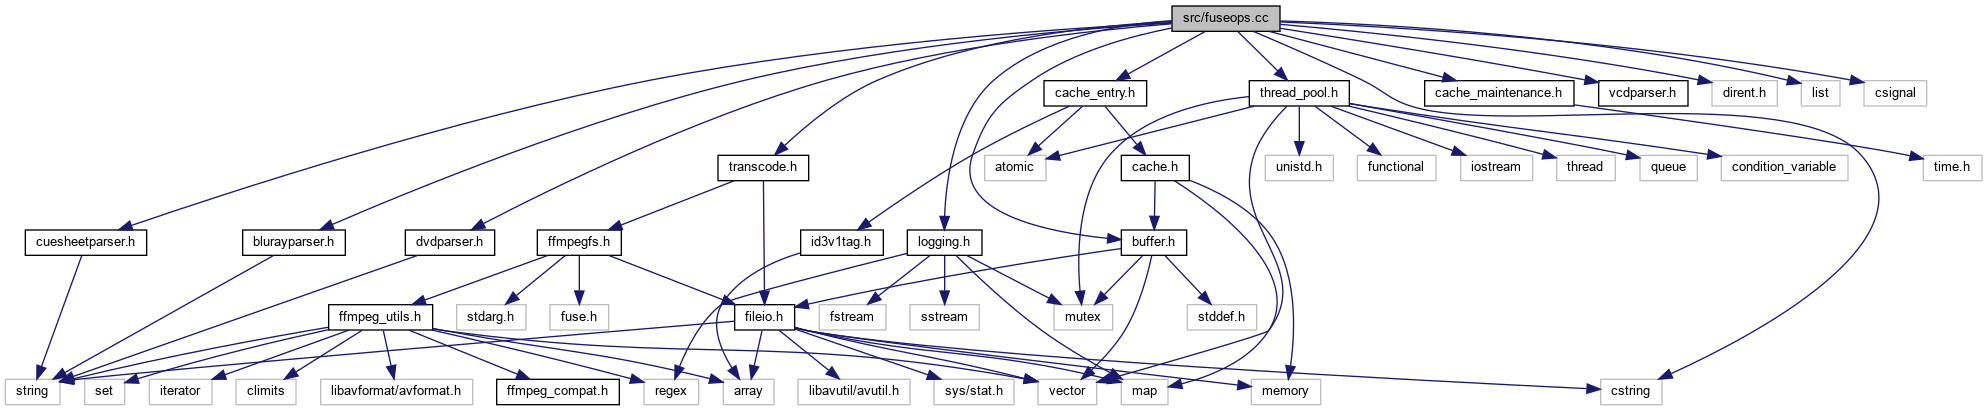 src/fuseops.cc
cache_entry.h
thread_pool.h
cache_maintenance.h
vcdparser.h
dirent.h
list
csignal
transcode.h
atomic
cache.h
unistd.h
functional
iostream
thread
queue
condition_variable
time.h
cuesheetparser.h
blurayparser.h
dvdparser.h
ffmpegfs.h
id3v1tag.h
logging.h
buffer.h
ffmpeg_utils.h
stdarg.h
fuse.h
fileio.h
fstream
sstream
mutex
stddef.h
string
set
iterator
climits
libavformat/avformat.h
ffmpeg_compat.h
regex
array
libavutil/avutil.h
sys/stat.h
vector
map
memory
cstring